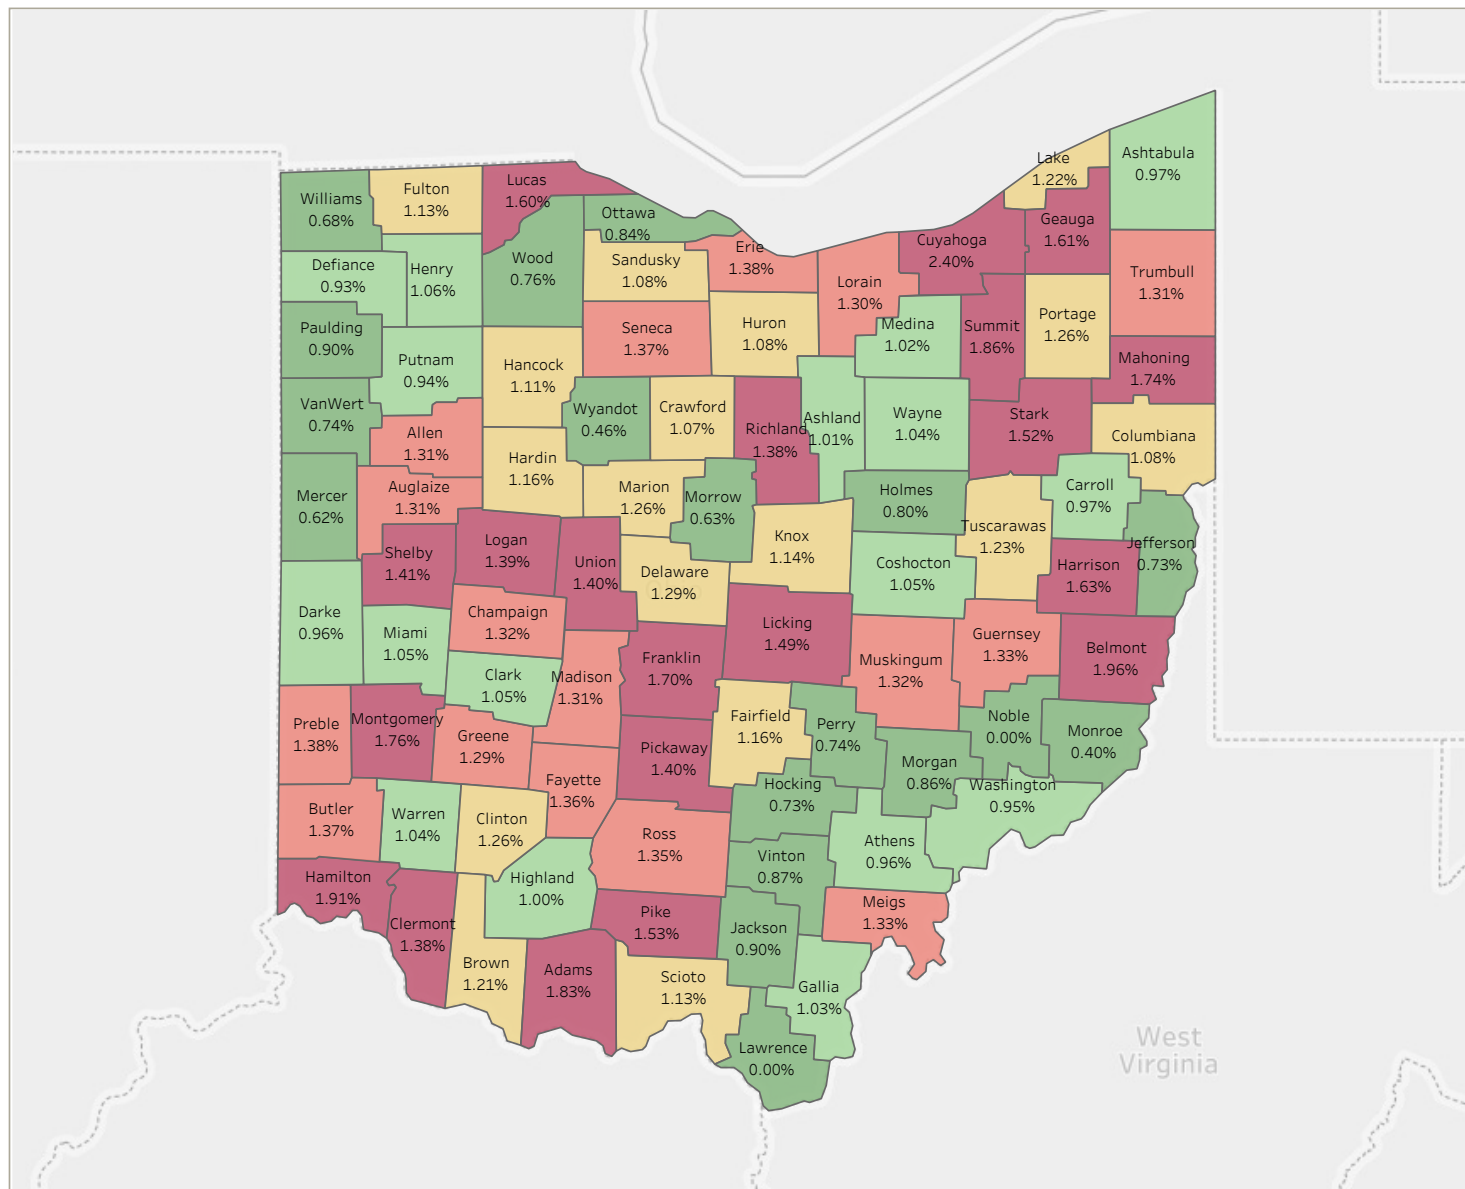 Lake
1.22%
Ashtabula
0.97%
Williams
0.68%
Fulton
1.13%
Lucas
1.60%
Ottawa
0.84%
Geauga
1.61%
Cuyahoga
2.40%
Defiance
0.93%
Henry
1.06%
Wood
0.76%
Sandusky
1.08%
Erie
1.38%
Lorain
1.30%
Trumbull
1.31%
Paulding
0.90%
Seneca
1.37%
Huron
1.08%
Medina
1.02%
Summit
1.86%
Portage
1.26%
Putnam
0.94%
Hancock
1.11%
Mahoning
1.74%
VanWert
0.74%
Allen
1.31%
Wyandot
0.46%
Crawford
1.07%
Richland
1.38%
Ashland
1.01%
Wayne
1.04%
Stark
1.52%
Columbiana
1.08%
Hardin
1.16%
Mercer
0.62%
Auglaize
1.31%
Marion
1.26%
Morrow
0.63%
Holmes
0.80%
Carroll
0.97%
Tuscarawas
1.23%
Knox
1.14%
Jefferson
0.73%
Shelby
1.41%
Logan
1.39%
Union
1.40%
Delaware
1.29%
Coshocton
1.05%
Harrison
1.63%
Darke
0.96%
Miami
1.05%
Champaign
1.32%
Licking
1.49%
Guernsey
1.33%
Belmont
1.96%
Clark
1.05%
Madison
1.31%
Franklin
1.70%
Muskingum
1.32%
Preble
1.38%
Montgomery
1.76%
Greene
1.29%
Fairfield
1.16%
Perry
0.74%
Noble
0.00%
Monroe
0.40%
Pickaway
1.40%
Morgan
0.86%
Fayette
1.36%
Hocking
0.73%
Washington
0.95%
Butler
1.37%
Warren
1.04%
Clinton
1.26%
Ross
1.35%
Athens
0.96%
Vinton
0.87%
Hamilton
1.91%
Highland
1.00%
Clermont
1.38%
Pike
1.53%
Jackson
0.90%
Meigs
1.33%
Brown
1.21%
Adams
1.83%
Scioto
1.13%
Gallia
1.03%
Lawrence
0.00%
West
Virginia